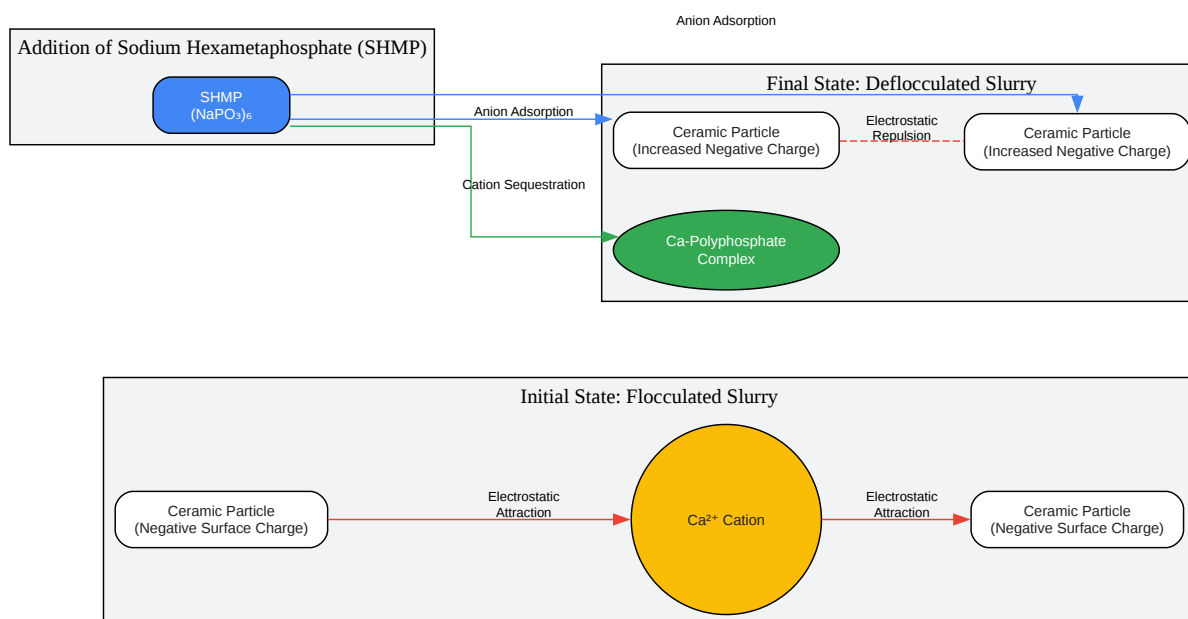 Anion Adsorption
Addition of Sodium Hexametaphosphate (SHMP)
SHMP
(NaPO₃)₆
Anion Adsorption
Cation Sequestration
Final State: Deflocculated Slurry
Ceramic Particle
(Increased Negative Charge)
Electrostatic
Repulsion
Ceramic Particle
(Increased Negative Charge)
Ca-Polyphosphate
Complex
Initial State: Flocculated Slurry
Ceramic Particle
(Negative Surface Charge)
Electrostatic
Attraction
Ca²⁺ Cation
Electrostatic
Attraction
Ceramic Particle
(Negative Surface Charge)